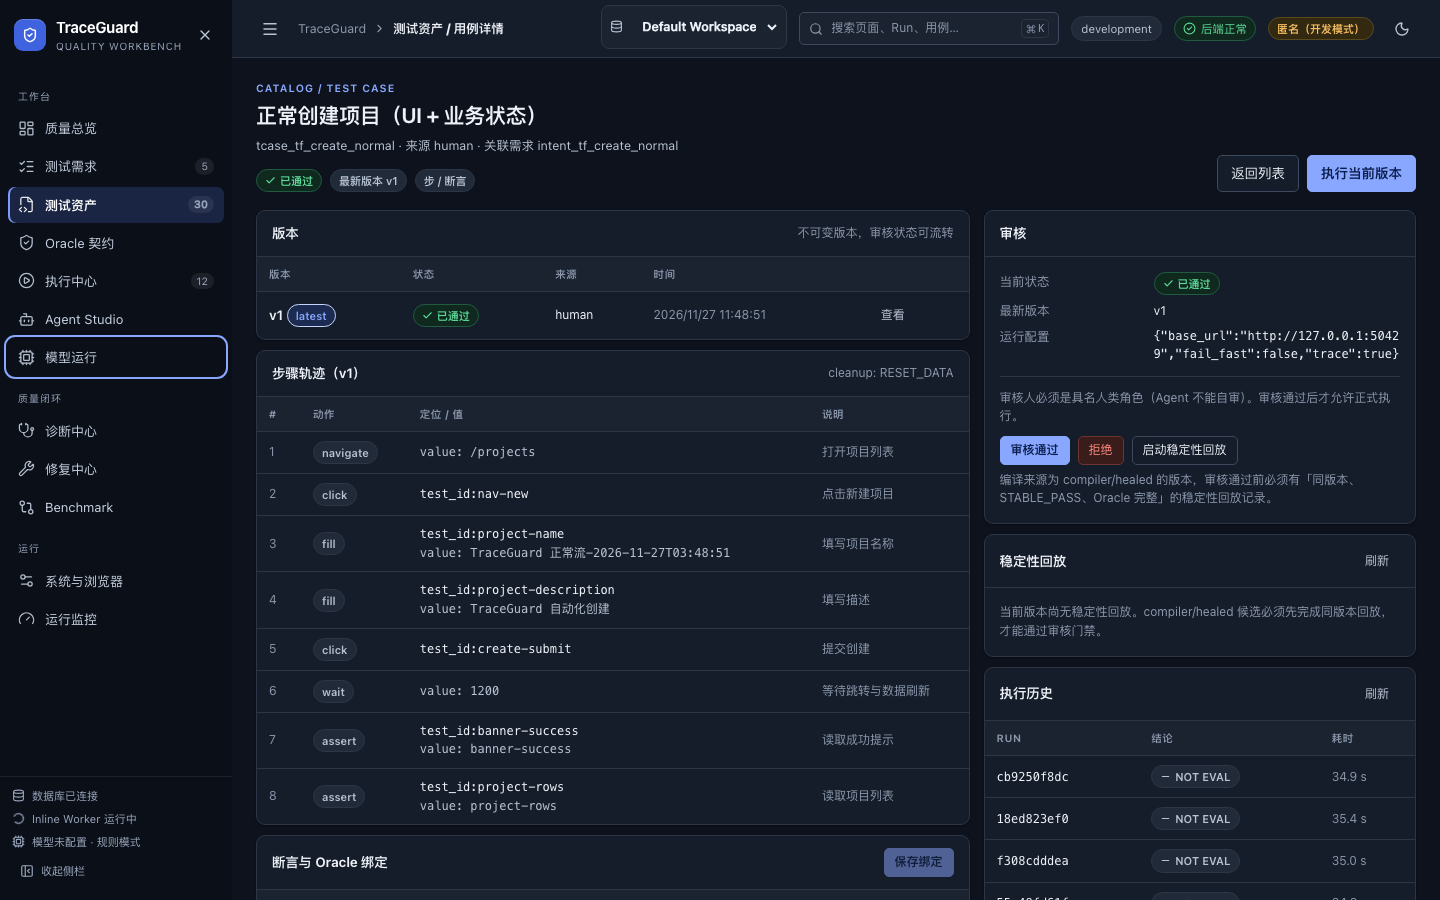 TraceGuard
QUALITY WORKBENCH
工作台
质量总览
测试需求 5
测试资产 30
Oracle 契约
执行中心 12
Agent Studio
模型运行
质量闭环
诊断中心
修复中心
Benchmark
运行
系统与浏览器
运行监控
数据库已连接
Inline Worker 运行中
模型未配置 · 规则模式
收起侧栏
TraceGuard > 测试资产 / 用例详情
Default Workspace
搜索页面、Run、用例... ⌘ K
development
后端正常
匿名（开发模式）
CATALOG / TEST CASE
正常创建项目（UI + 业务状态）
tcase_tf_create_normal · 来源 human · 关联需求 intent_tf_create_normal
已通过 最新版本 v1 步 / 断言
返回列表 执行当前版本
版本 不可变版本，审核状态可流转
版本 状态 来源 时间
v1 latest 已通过 human 2026/11/27 11:48:51 查看
步骤轨迹（v1） cleanup: RESET_DATA
# 动作 定位 / 值 说明
1 navigate value: /projects 打开项目列表
2 click test_id:nav-new 点击新建项目
3 fill test_id:project-name 填写项目名称
value: TraceGuard 正常流-2026-11-27T03:48:51
4 fill test_id:project-description 填写描述
value: TraceGuard 自动化创建
5 click test_id:create-submit 提交创建
6 wait value: 1200 等待跳转与数据刷新
7 assert test_id:banner-success 读取成功提示
value: banner-success
8 assert test_id:project-rows 读取项目列表
value: project-rows
断言与 Oracle 绑定 保存绑定
审核
当前状态 已通过
最新版本 v1
运行配置 {"base_url":"http://127.0.0.1:5042
9","fail_fast":false,"trace":true}
审核人必须是具名人类角色（Agent 不能自审）。审核通过后才允许正式执
行。
审核通过 拒绝 启动稳定性回放
编译来源为 compiler/healed 的版本，审核通过前必须有「同版本、
STABLE_PASS、Oracle 完整」的稳定性回放记录。
稳定性回放 刷新
当前版本尚无稳定性回放。compiler/healed 候选必须先完成同版本回放，
才能通过审核门禁。
执行历史 刷新
RUN 结论 耗时
cb9250f8dc — NOT EVAL 34.9 s
18ed823ef0 — NOT EVAL 35.4 s
f308cdddea — NOT EVAL 35.0 s